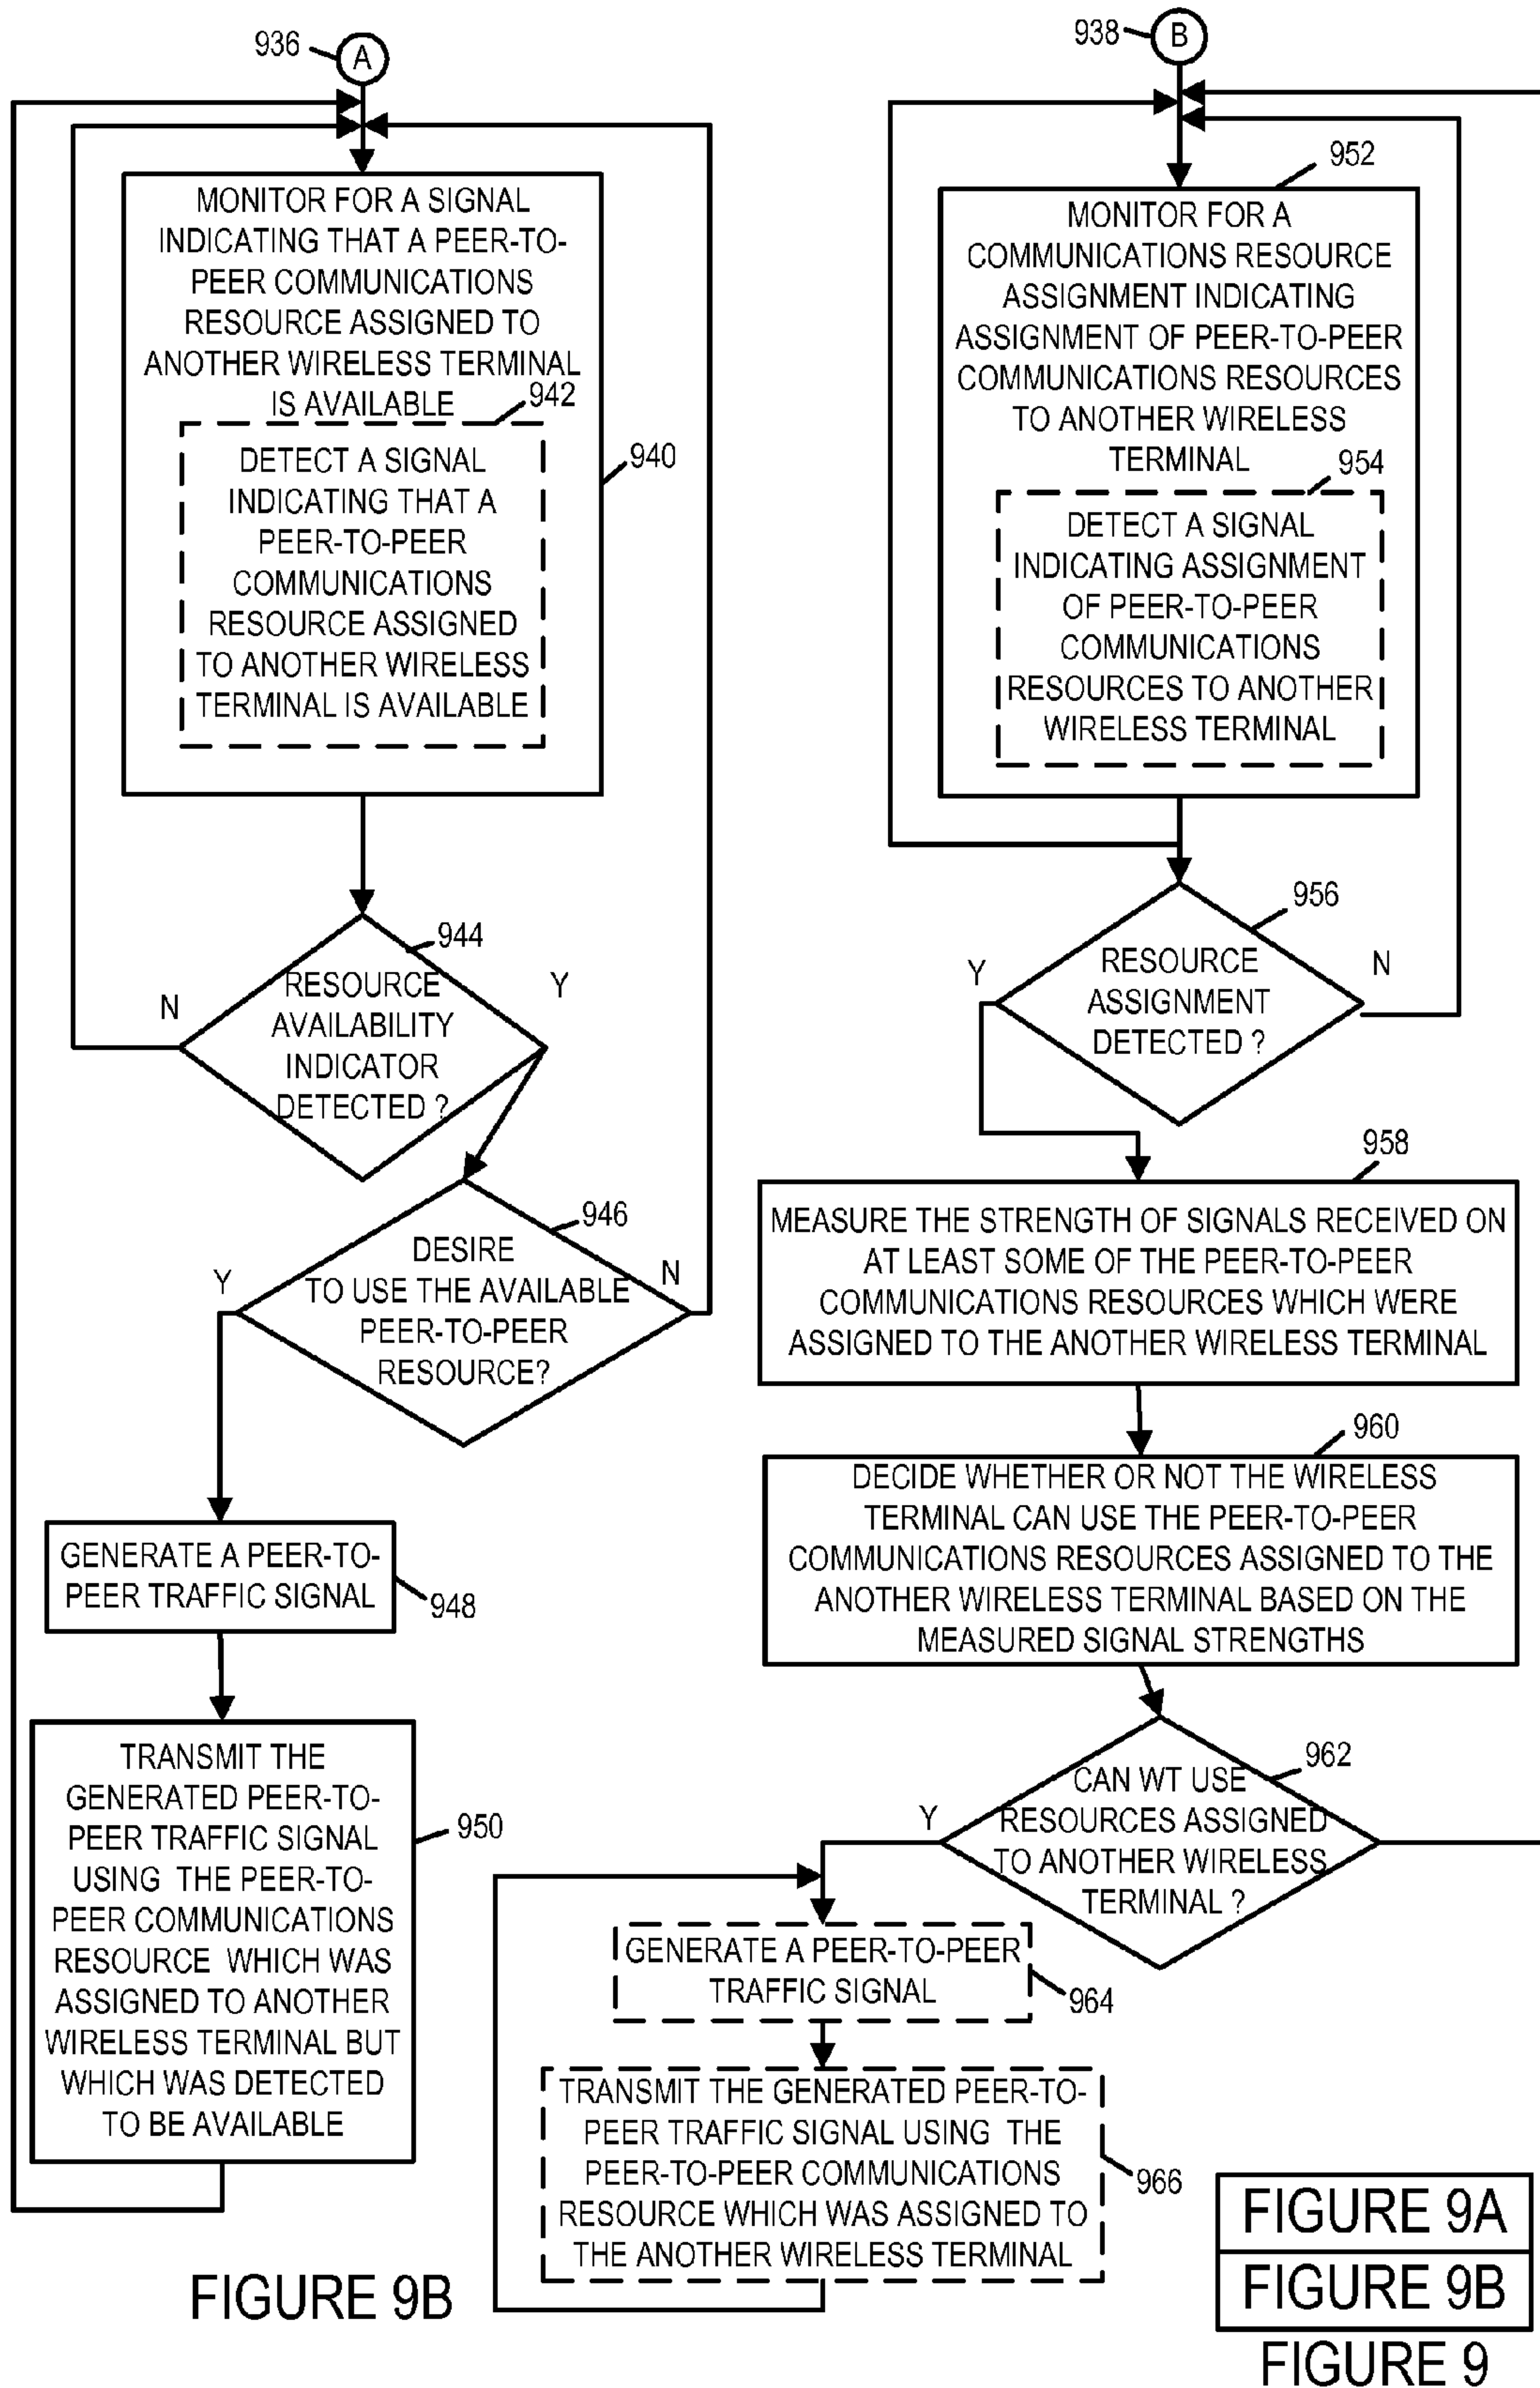 936
A
MONITOR FOR A SIGNAL
INDICATING THAT A PEER-TO-
PEER COMMUNICATIONS
RESOURCE ASSIGNED TO
ANOTHER WIRELESS TERMINAL
IS AVAILABLE
942
DETECT A SIGNAL
INDICATING THAT A
PEER-TO-PEER
COMMUNICATIONS
RESOURCE ASSIGNED
TO ANOTHER WIRELESS
TERMINAL IS AVAILABLE
940
944
RESOURCE
AVAILABILITY
INDICATOR
DETECTED ?
N
Y
946
DESIRE
TO USE THE AVAILABLE
PEER-TO-PEER
RESOURCE?
Y
N
GENERATE A PEER-TO-
PEER TRAFFIC SIGNAL
948
TRANSMIT THE
GENERATED PEER-TO-
PEER TRAFFIC SIGNAL
USING THE PEER-TO-
PEER COMMUNICATIONS
RESOURCE WHICH WAS
ASSIGNED TO ANOTHER
WIRELESS TERMINAL BUT
WHICH WAS DETECTED
TO BE AVAILABLE
950
FIGURE 9B
938
B
952
MONITOR FOR A
COMMUNICATIONS RESOURCE
ASSIGNMENT INDICATING
ASSIGNMENT OF PEER-TO-PEER
COMMUNICATIONS RESOURCES
TO ANOTHER WIRELESS
TERMINAL
954
DETECT A SIGNAL
INDICATING ASSIGNMENT
OF PEER-TO-PEER
COMMUNICATIONS
RESOURCES TO ANOTHER
WIRELESS TERMINAL
956
RESOURCE
ASSIGNMENT
DETECTED ?
Y
N
958
MEASURE THE STRENGTH OF SIGNALS RECEIVED ON
AT LEAST SOME OF THE PEER-TO-PEER
COMMUNICATIONS RESOURCES WHICH WERE
ASSIGNED TO THE ANOTHER WIRELESS TERMINAL
960
DECIDE WHETHER OR NOT THE WIRELESS
TERMINAL CAN USE THE PEER-TO-PEER
COMMUNICATIONS RESOURCES ASSIGNED TO THE
ANOTHER WIRELESS TERMINAL BASED ON THE
MEASURED SIGNAL STRENGTHS
962
CAN WT USE
RESOURCES ASSIGNED
TO ANOTHER WIRELESS
TERMINAL ?
Y
GENERATE A PEER-TO-PEER
TRAFFIC SIGNAL
964
TRANSMIT THE GENERATED PEER-TO-
PEER TRAFFIC SIGNAL USING THE
PEER-TO-PEER COMMUNICATIONS
RESOURCE WHICH WAS ASSIGNED TO
THE ANOTHER WIRELESS TERMINAL
966
FIGURE 9A
FIGURE 9B
FIGURE 9